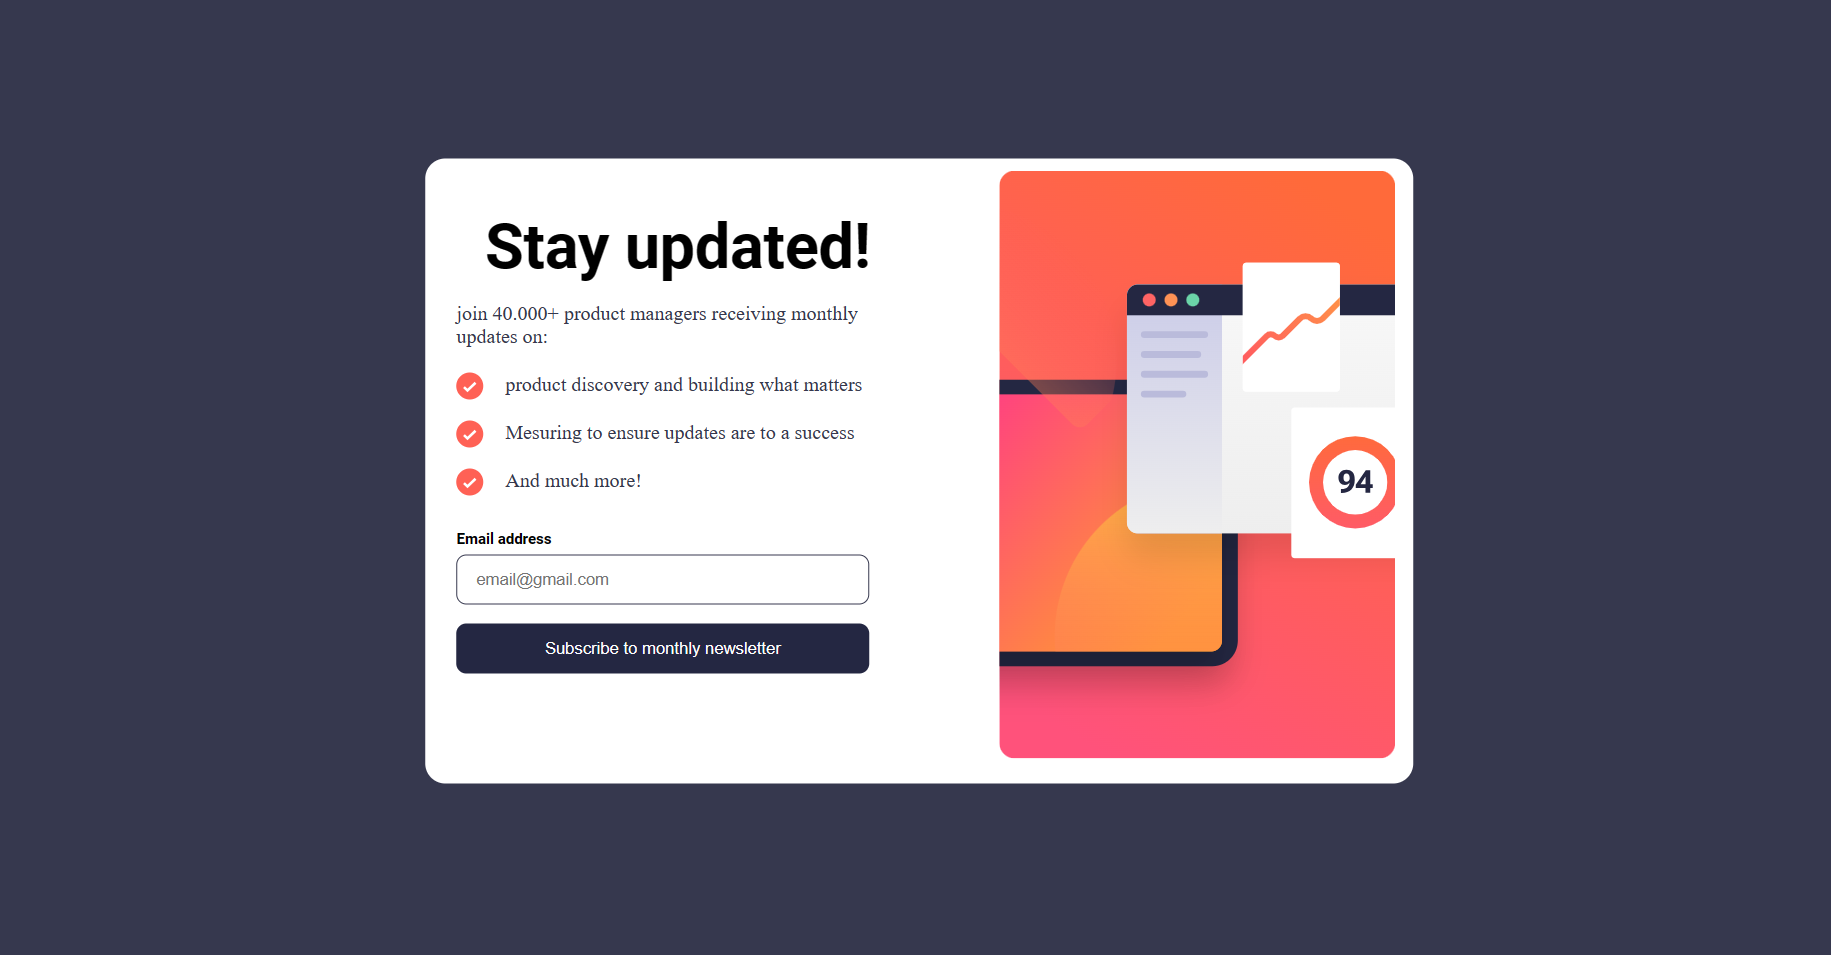 Stay updated!
join 40.000+ product managers receiving monthly
updates on:
product discovery and building what matters
Mesuring to ensure updates are to a success
And much more!
Email address
email@gmail.com
Subscribe to monthly newsletter
94